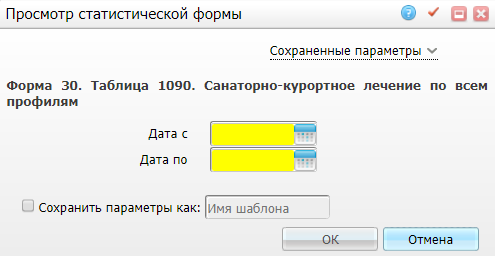 Просмотр статистической формы
Сохраненные параметры
Форма 30. Таблица 1090. Санаторно-курортное лечение по всем
профилям
Дата с
Дата по
Сохранить параметры как: Имя шаблона
ОК Отмена